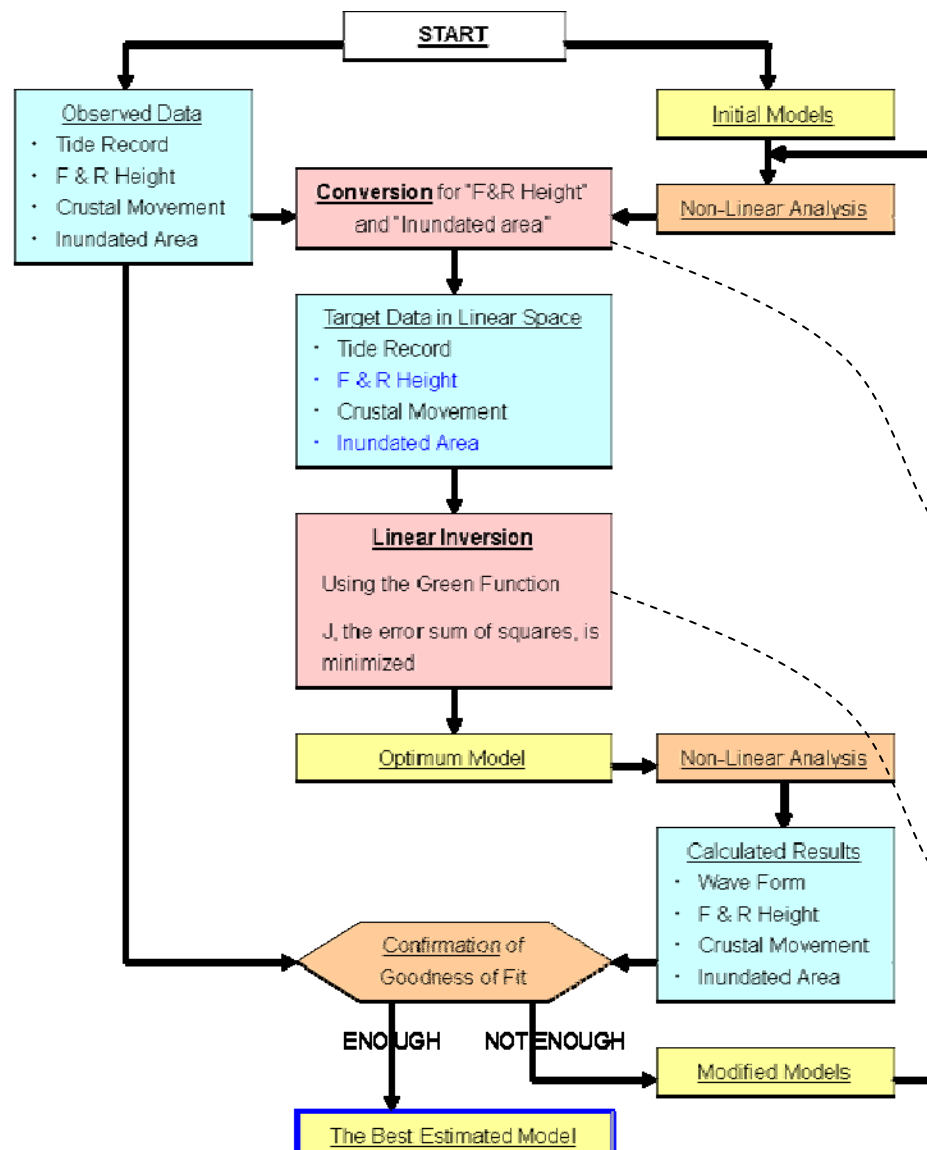 START
Observed Data
· Tide Record
· F & R Height
· Crustal Movement
· Inundated Area
Initial Models
Non-Linear Analysis
Conversion for "F&R Height"
and "Inundated area"
Target Data in Linear Space
· Tide Record
· F & R Height
· Crustal Movement
· Inundated Area
Linear Inversion
Using the Green Function
J, the error sum of squares, is
minimized
Optimum Model
Non-Linear Analysis
Calculated Results
· Wave Form
· F & R Height
· Crustal Movement
· Inundated Area
Confirmation of
Goodness of Fit
ENOUGH
NOT ENOUGH
Modified Models
The Best Estimated Model